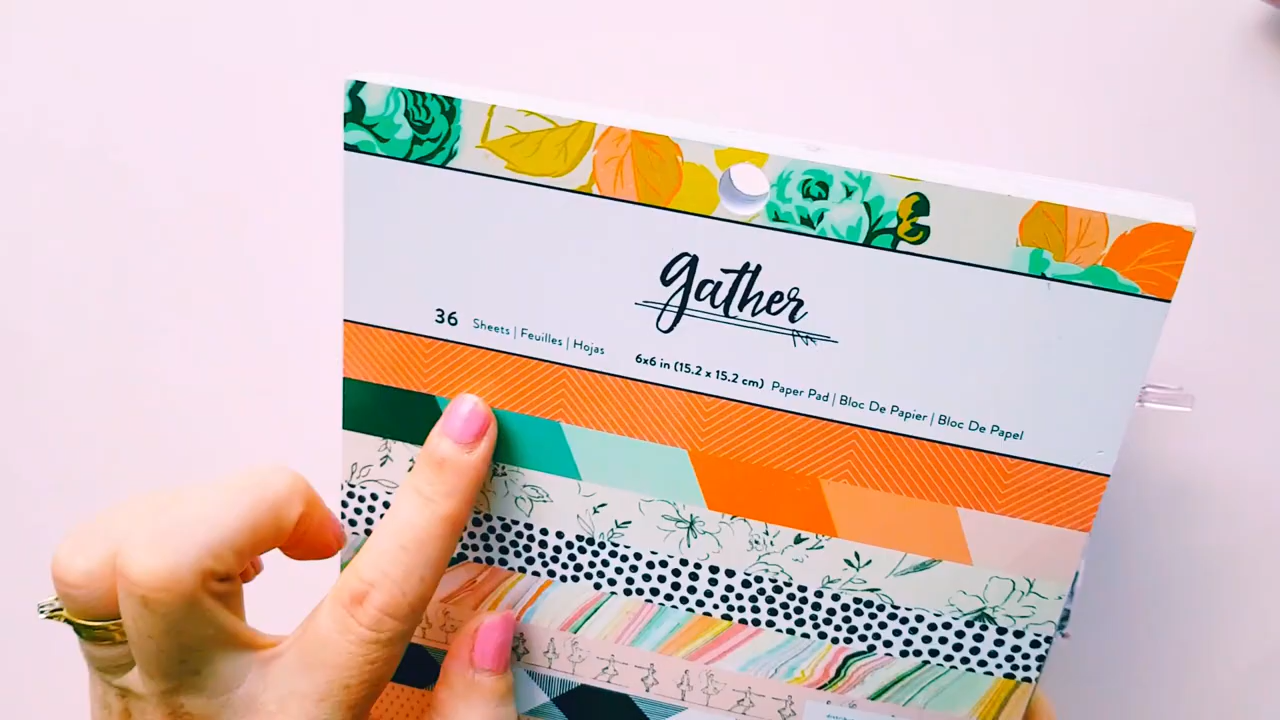 gather
36 Sheets | Feuilles | Hojas
6x6 in (15.2 x 15.2 cm) Paper Pad | Bloc De Papier | Bloc De Papel